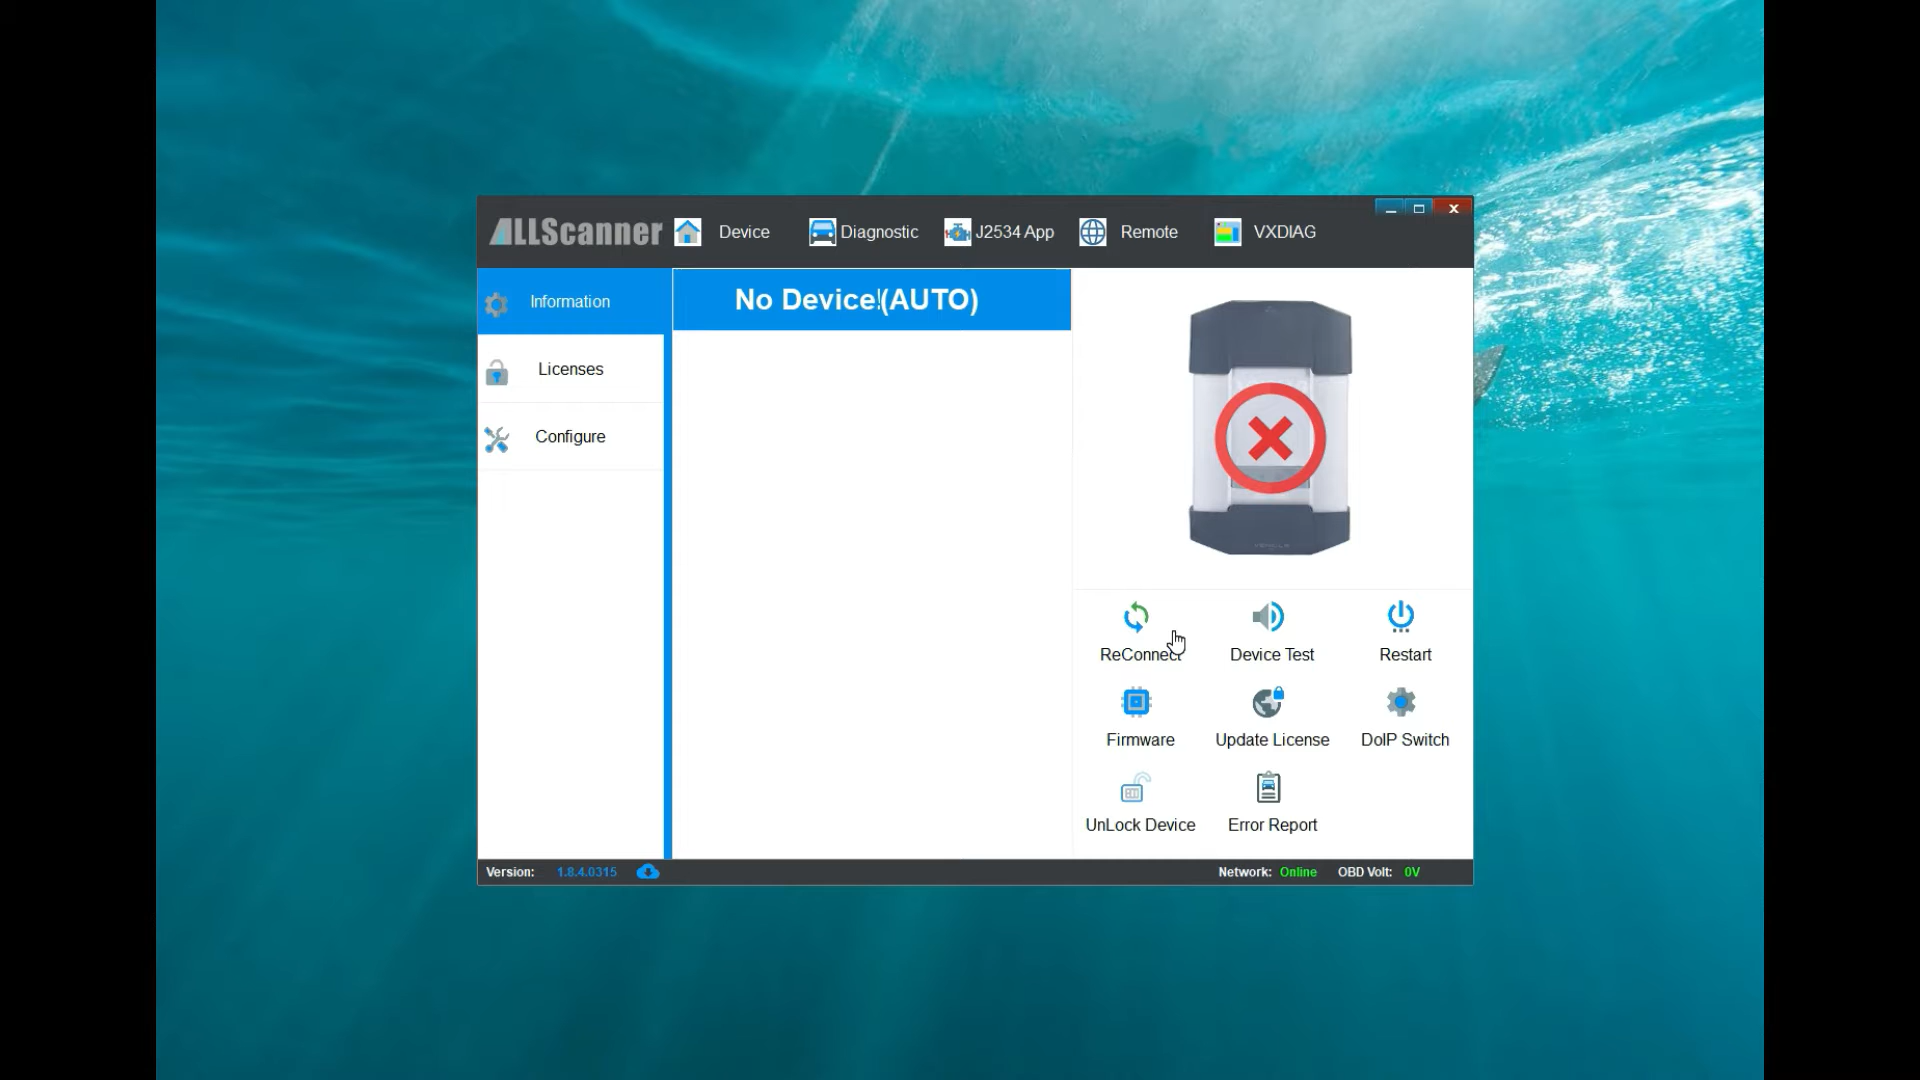 ALLScanner
Device
Diagnostic
J2534 App
Remote
VXDIAG
Information
Licenses
Configure
No Device!(AUTO)
ReConnect
Device Test
Restart
Firmware
Update License
DoIP Switch
UnLock Device
Error Report
Version: 1.8.4.0315
Network: Online
OBD Volt: 0V